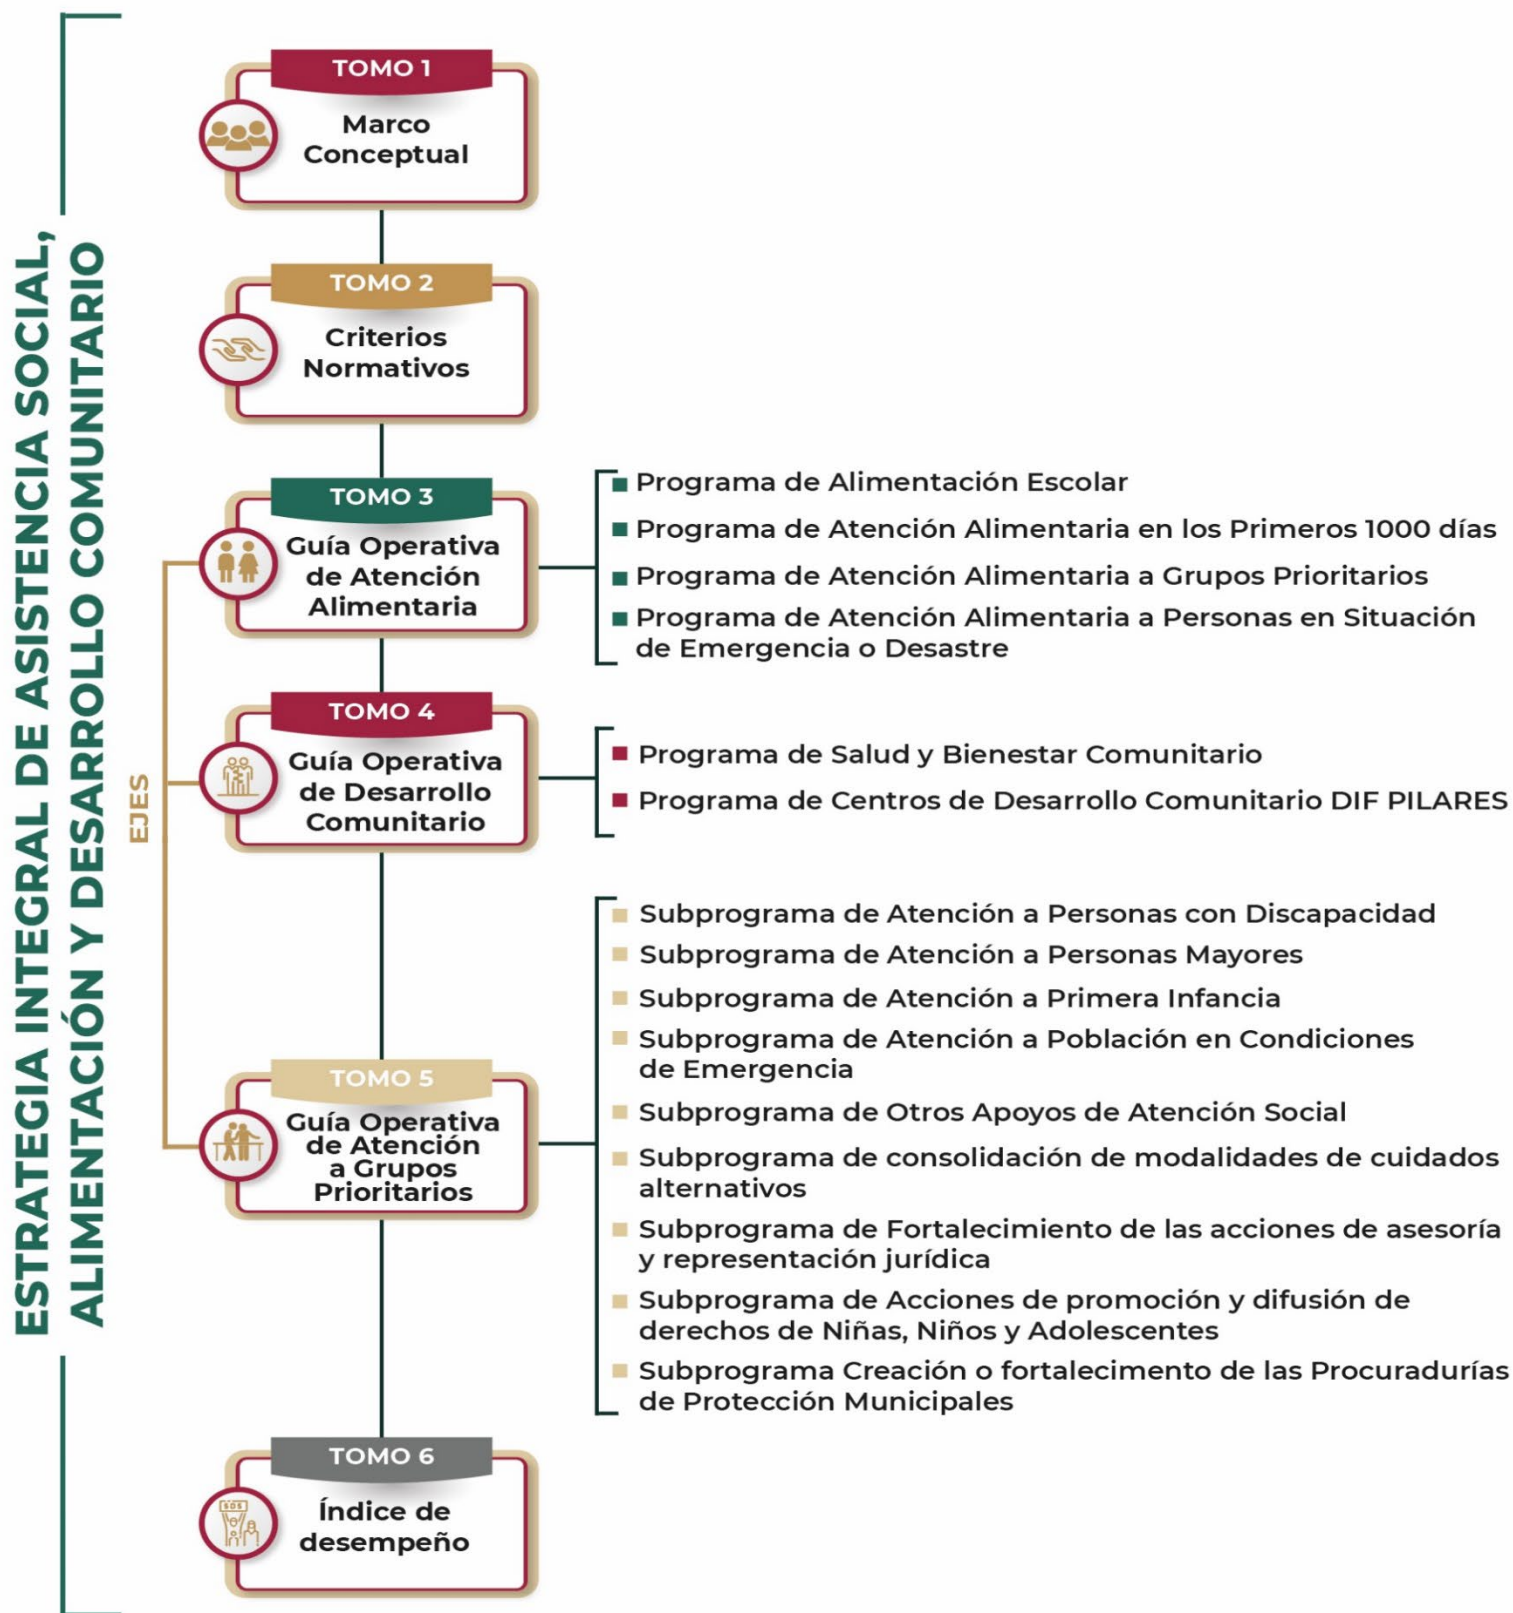 ESTRATEGIA INTEGRAL DE ASISTENCIA SOCIAL,
ALIMENTACIÓN Y DESARROLLO COMUNITARIO
TOMO 1
Marco
Conceptual
TOMO 2
Criterios
Normativos
EJES
TOMO 3
Guía Operativa
de Atención
Alimentaria
Programa de Alimentación Escolar
Programa de Atención Alimentaria en los Primeros 1000 días
Programa de Atención Alimentaria a Grupos Prioritarios
Programa de Atención Alimentaria a Personas en Situación
de Emergencia o Desastre
TOMO 4
Guía Operativa
de Desarrollo
Comunitario
Programa de Salud y Bienestar Comunitario
Programa de Centros de Desarrollo Comunitario DIF PILARES
TOMO 5
Guía Operativa
de Atención
a Grupos
Prioritarios
Subprograma de Atención a Personas con Discapacidad
Subprograma de Atención a Personas Mayores
Subprograma de Atención a Primera Infancia
Subprograma de Atención a Población en Condiciones
de Emergencia
Subprograma de Otros Apoyos de Atención Social
Subprograma de consolidación de modalidades de cuidados
alternativos
Subprograma de Fortalecimiento de las acciones de asesoría
y representación jurídica
Subprograma de Acciones de promoción y difusión de
derechos de Niñas, Niños y Adolescentes
Subprograma Creación o fortalecimiento de las Procuradurías
de Protección Municipales
TOMO 6
SOS
Índice de
desempeño